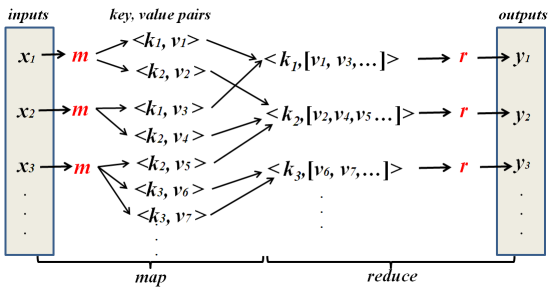 inputs key, value pairs outputs
x₁ m <k₁, v₁> <k₂, v₂> <k₁,[v₁, v₃,...]> r y₁
x₂ m <k₁, v₃> <k₂, v₄> <k₂,[v₂,v₄,v₅ ...]> r y₂
x₃ m <k₂, v₅> <k₃, v₆> <k₃, v₇> <k₃,[v₆, v₇,...]> r y₃
map reduce